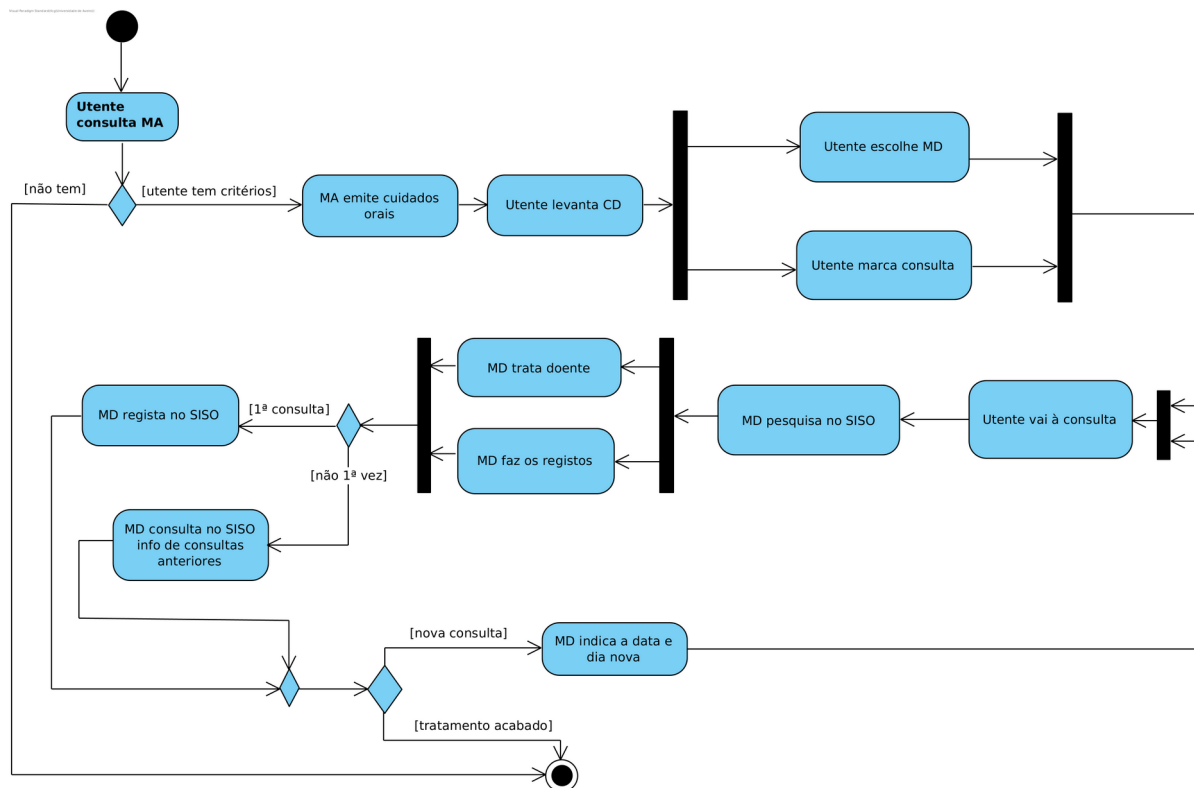 Utente
consulta MA
[não tem]
[utente tem critérios]
MA emite cuidados
orais
Utente levanta CD
Utente escolhe MD
Utente marca consulta
MD trata doente
MD faz os registos
MD pesquisa no SISO
Utente vai à consulta
[1ª consulta]
MD regista no SISO
[não 1ª vez]
MD consulta no SISO
info de consultas
anteriores
[nova consulta]
MD indica a data e
dia nova
[tratamento acabado]